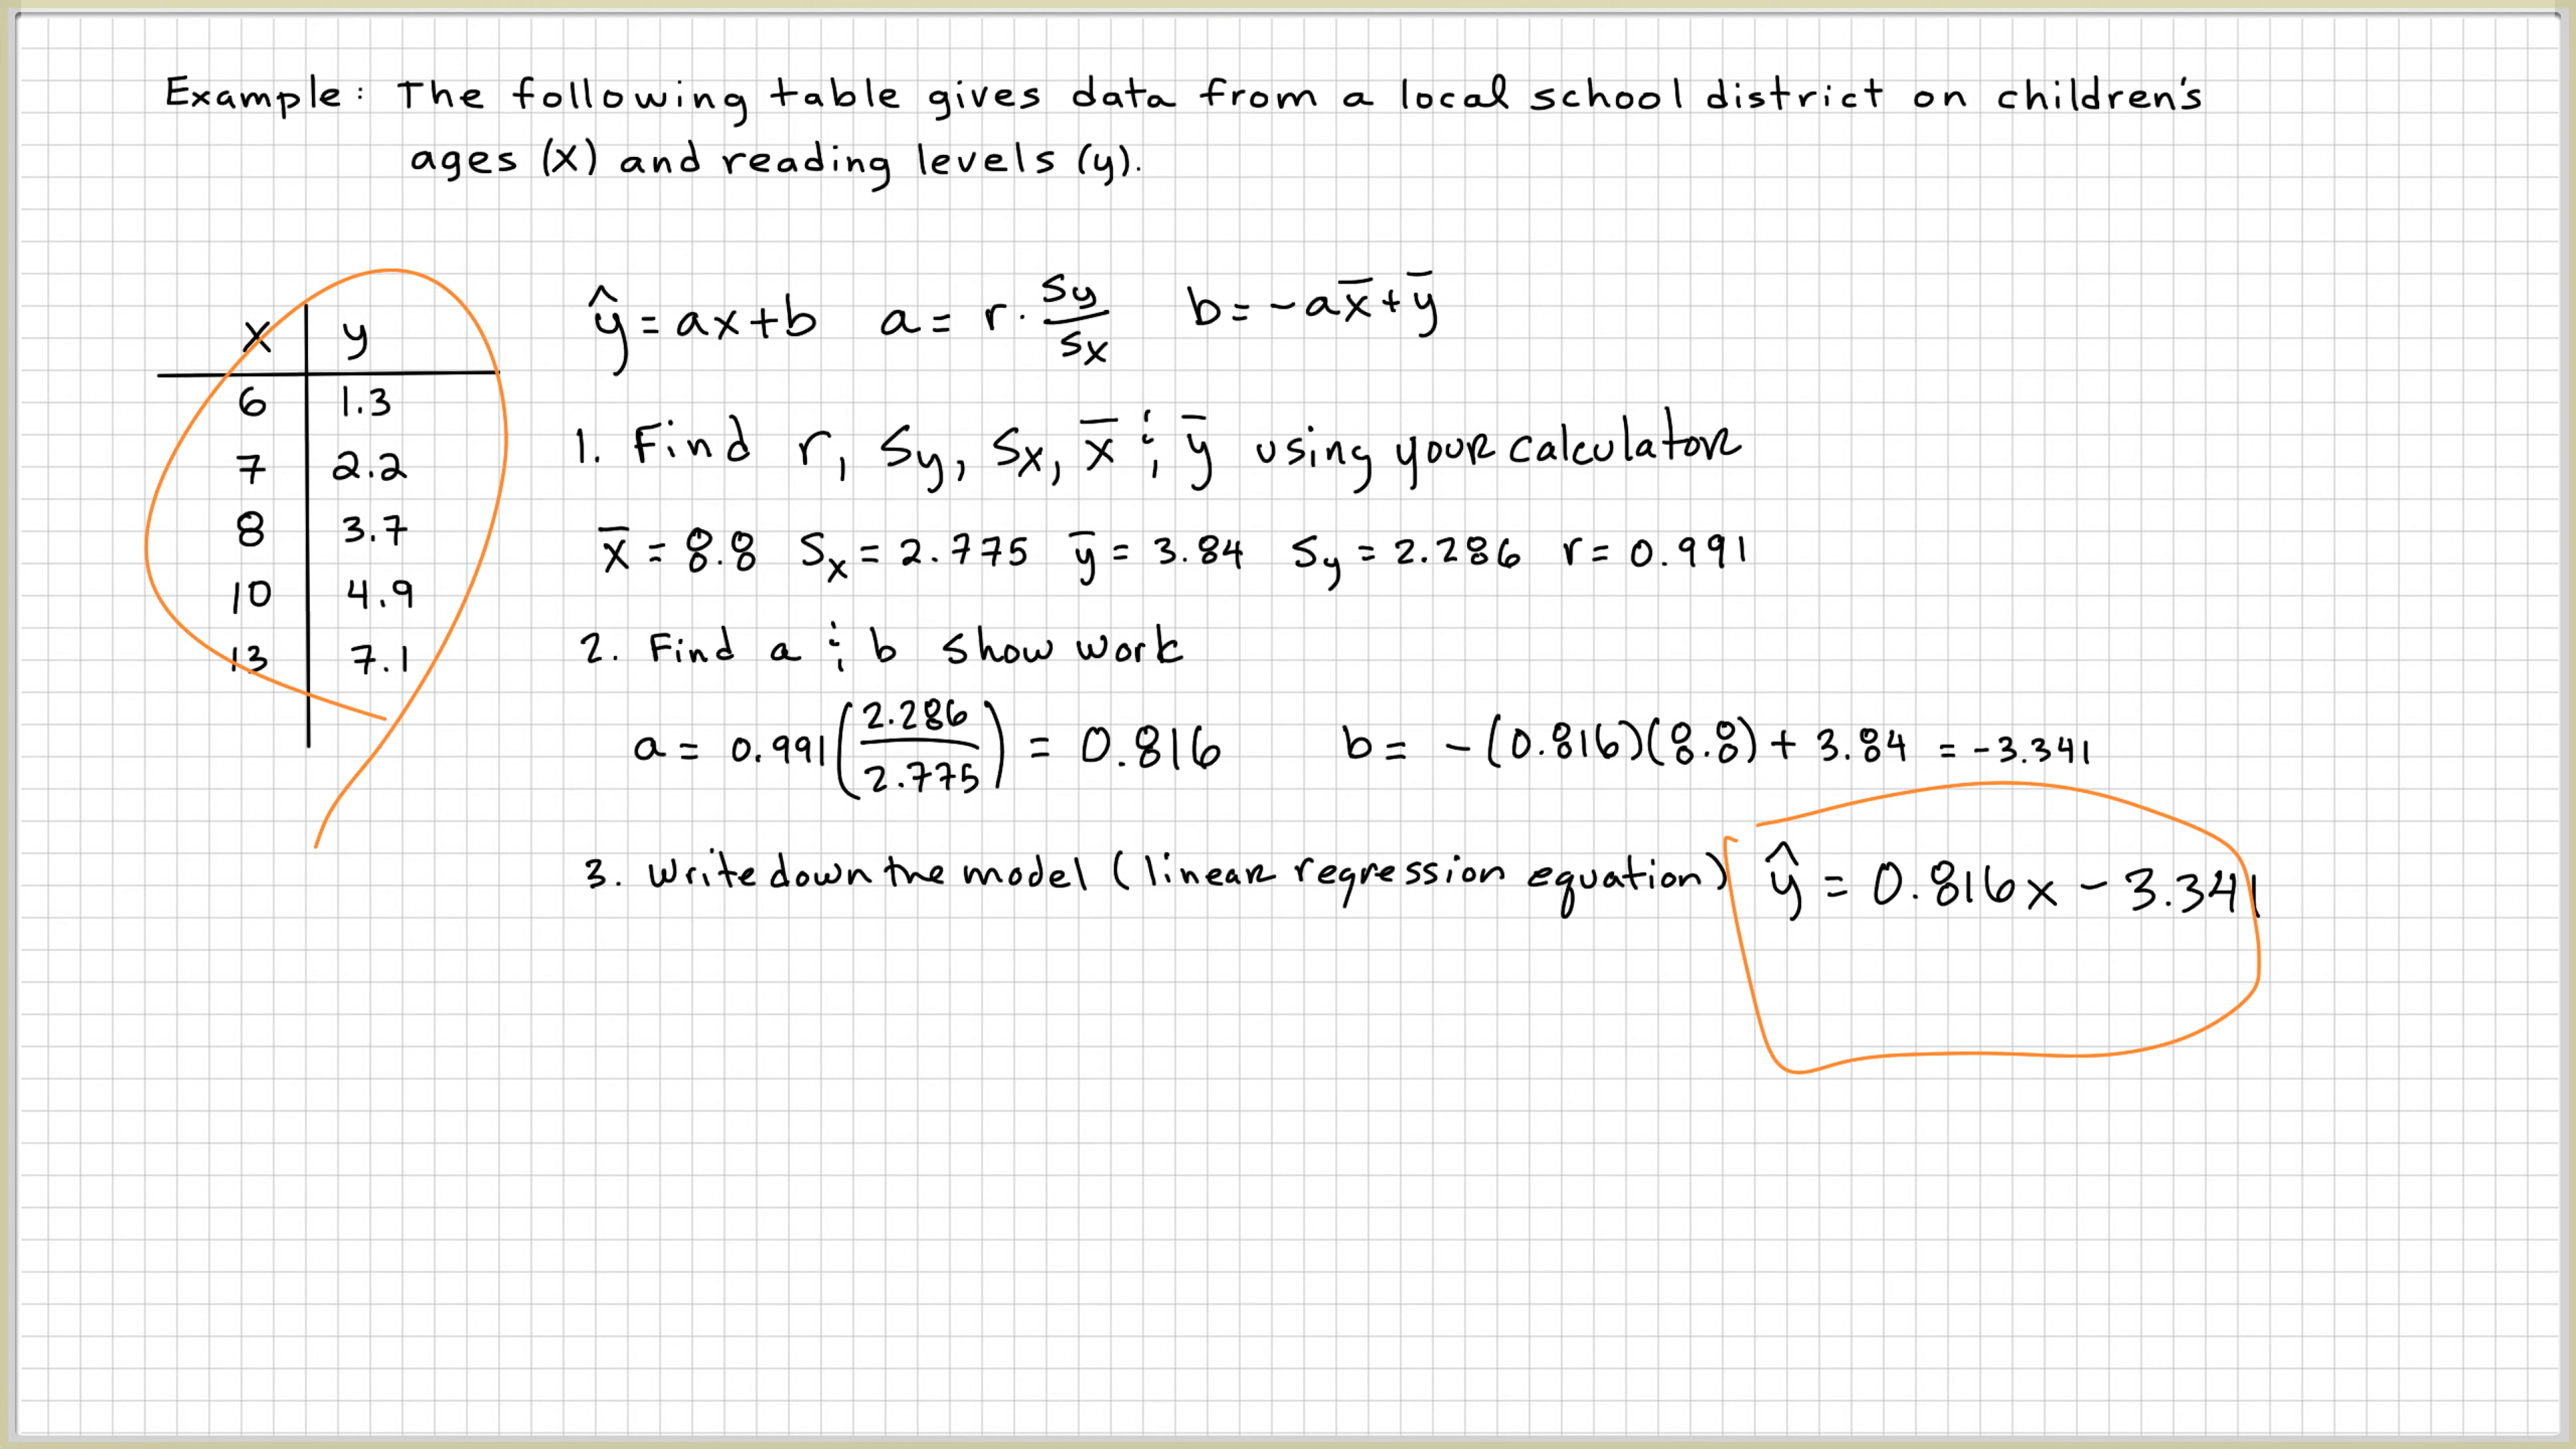 Example: The following table gives data from a local school district on children's
ages (x) and reading levels (y).
x y
6 1.3
7 2.2
8 3.7
10 4.9
13 7.1
ŷ = ax+b a = r · Sy/Sx b = -ax̄+ȳ
1. Find r, Sy, Sx, x̄ & ȳ using your calculator
x̄ = 8.8 Sx = 2.775 ȳ = 3.84 Sy = 2.286 r = 0.991
2. Find a & b show work
a = 0.991(2.286/2.775) = 0.816 b = -(0.816)(8.8) + 3.84 = -3.341
3. Write down the model (linear regression equation) ŷ = 0.816x - 3.341